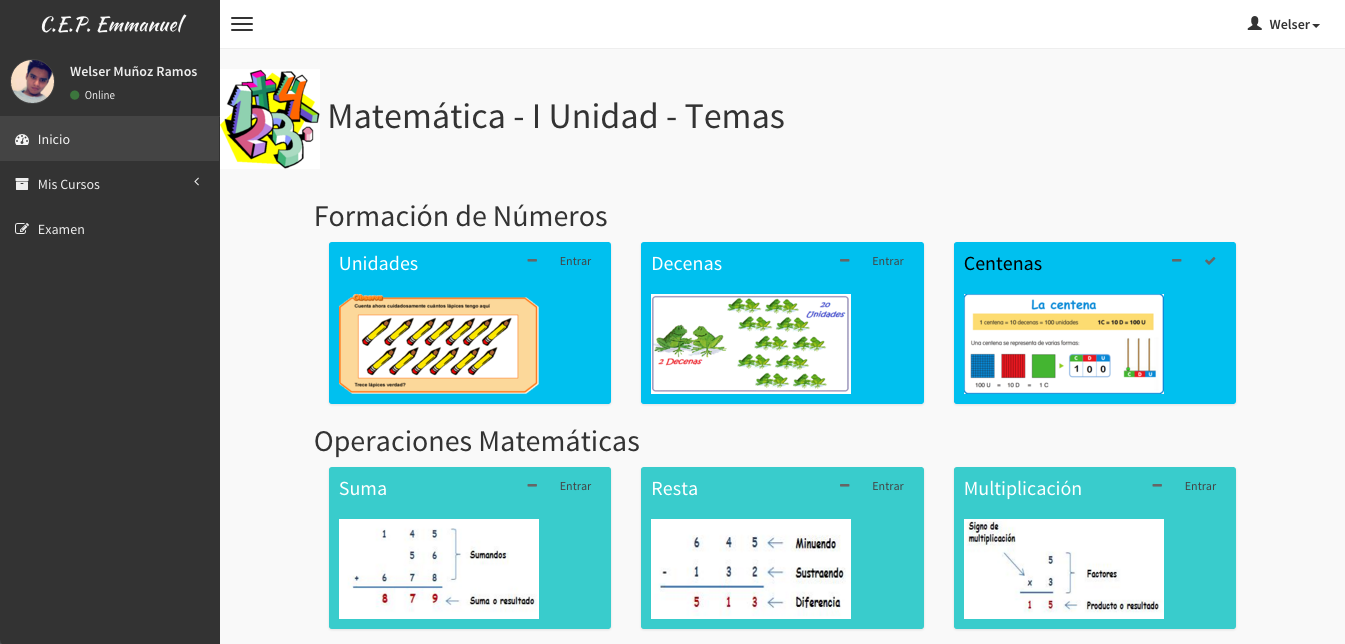 C.E.P. Emmanuel
Welser
Welser Muñoz Ramos
Online
Inicio
Mis Cursos
Examen
Matemática - I Unidad - Temas
Formación de Números
Unidades
Entrar
Cuenta ahora cuidadosamente cuántos lápices tengo aquí
Trece lápices verdad?
Decenas
Entrar
20
Unidades
2 Decenas
Centenas
La centena
1 centena = 10 decenas = 100 unidades 1C = 10 D = 100 U
Una centena se representa de varias formas:
C D U
1 0 0
C D U
100 U = 10 D = 1 C
Operaciones Matemáticas
Suma
Entrar
1 4 5
5 6
Sumandos
+ 6 7 8
8 7 9 Suma o resultado
Resta
Entrar
6 4 5 Minuendo
- 1 3 2 Sustraendo
5 1 3 Diferencia
Multiplicación
Entrar
Signo de
multiplicación
5
x 3
Factores
1 5 Producto o resultado